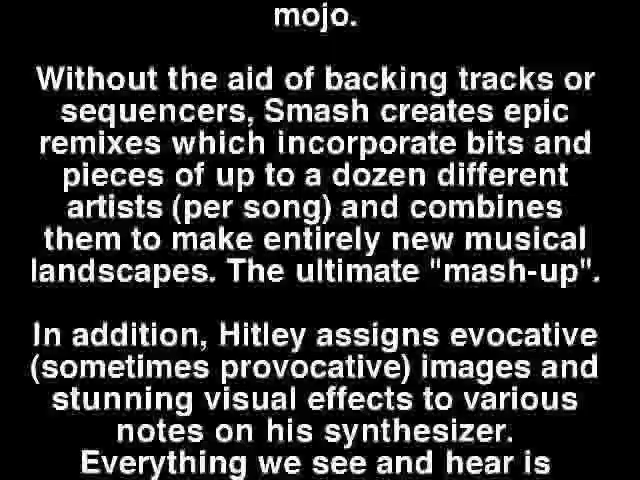 mojo.
Without the aid of backing tracks or
sequencers, Smash creates epic
remixes which incorporate bits and
pieces of up to a dozen different
artists (per song) and combines
them to make entirely new musical
landscapes. The ultimate "mash-up".
In addition, Hitley assigns evocative
(sometimes provocative) images and
stunning visual effects to various
notes on his synthesizer.
Everything we see and hear is